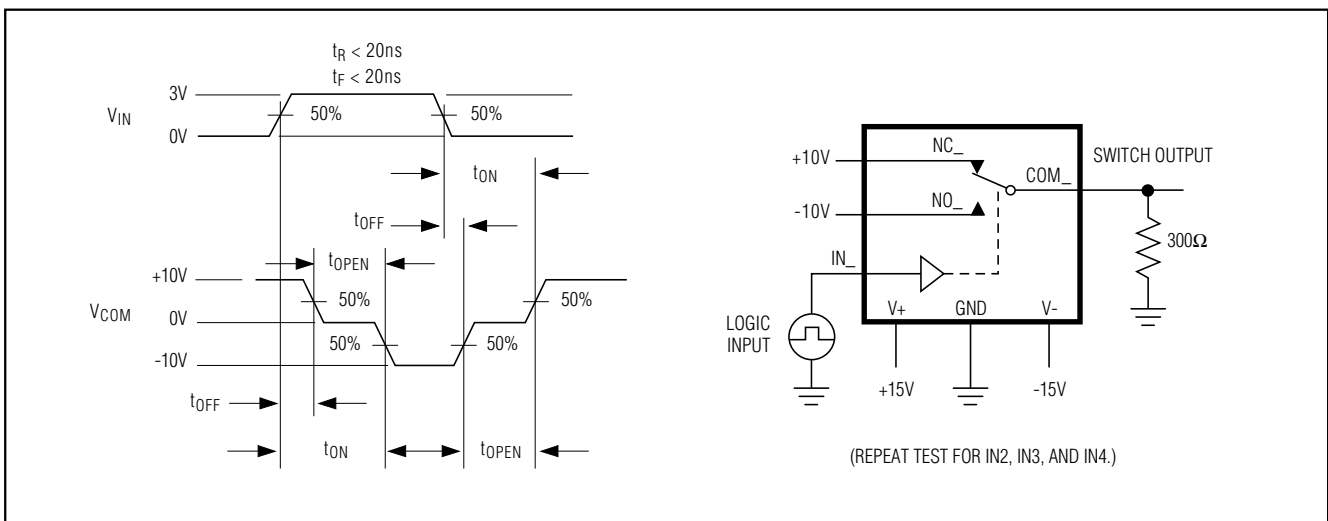 tR < 20ns
tF < 20ns
3V
VIN
50%
50%
0V
tON
tOFF
tOPEN
+10V
50%
50%
VCOM
0V
50%
50%
-10V
tOFF
tON
tOPEN
+10V
NC_
SWITCH OUTPUT
COM_
-10V
NO_
300Ω
IN_
V+
GND
V-
LOGIC
INPUT
+15V
-15V
(REPEAT TEST FOR IN2, IN3, AND IN4.)